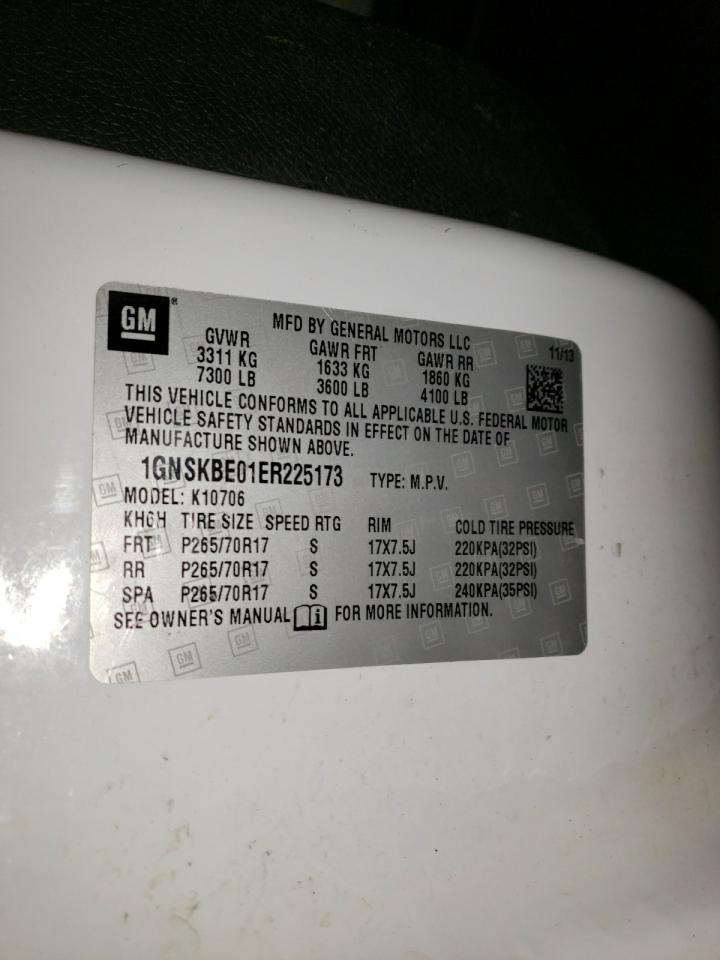 GM ®
MFD BY GENERAL MOTORS LLC 11/13
GVWR GAWR FRT GAWR RR
3311 KG 1633 KG 1860 KG
7300 LB 3600 LB 4100 LB
THIS VEHICLE CONFORMS TO ALL APPLICABLE U.S. FEDERAL MOTOR
VEHICLE SAFETY STANDARDS IN EFFECT ON THE DATE OF
MANUFACTURE SHOWN ABOVE.
1GNSKBE01ER225173 TYPE: M.P.V.
MODEL: K10706
KHGH TIRE SIZE SPEED RTG RIM COLD TIRE PRESSURE
FRT P265/70R17 S 17X7.5J 220KPA(32PSI)
RR P265/70R17 S 17X7.5J 220KPA(32PSI)
SPA P265/70R17 S 17X7.5J 240KPA(35PSI)
SEE OWNER'S MANUAL i FOR MORE INFORMATION.